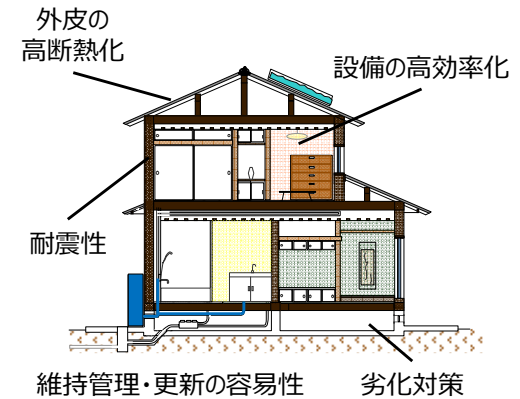 外皮の
高断熱化
設備の高効率化
耐震性
維持管理・更新の容易性
劣化対策